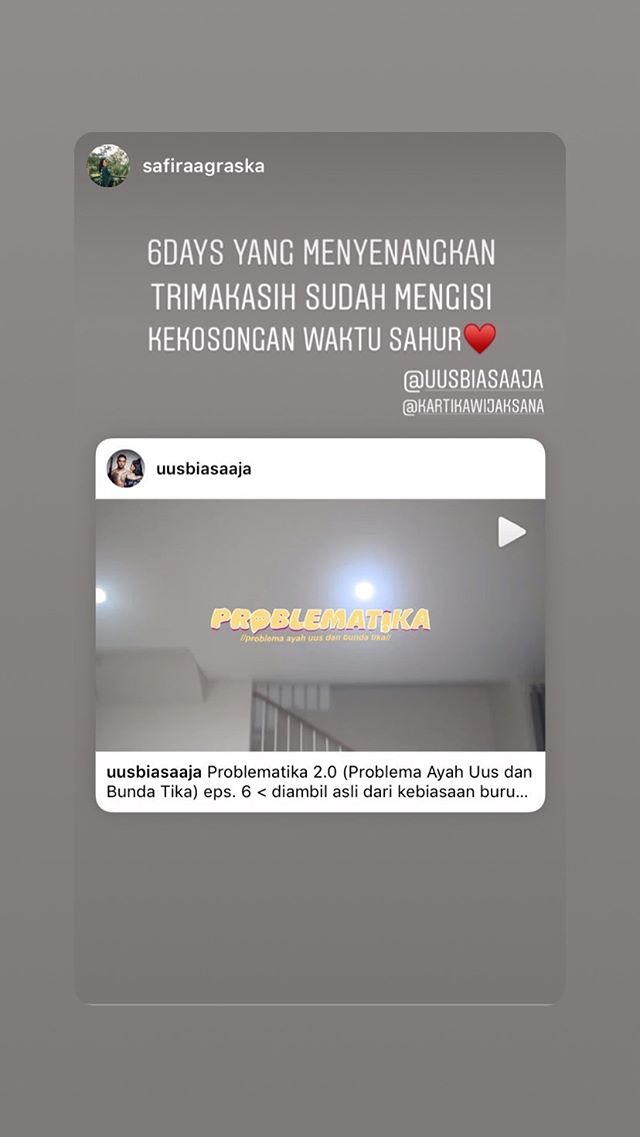 safiraagraska
6DAYS YANG MENYENANGKAN
TRIMAKASIH SUDAH MENGISI
KEKOSONGAN WAKTU SAHUR♥️
@UUSBIASAAJA
@KARTIKAWIJAKSANA
uusbiasaaja
PROBLEMATIKA
//problema ayah uus dan bunda tika//
uusbiasaaja Problematika 2.0 (Problema Ayah Uus dan
Bunda Tika) eps. 6 < diambil asli dari kebiasaan buru...